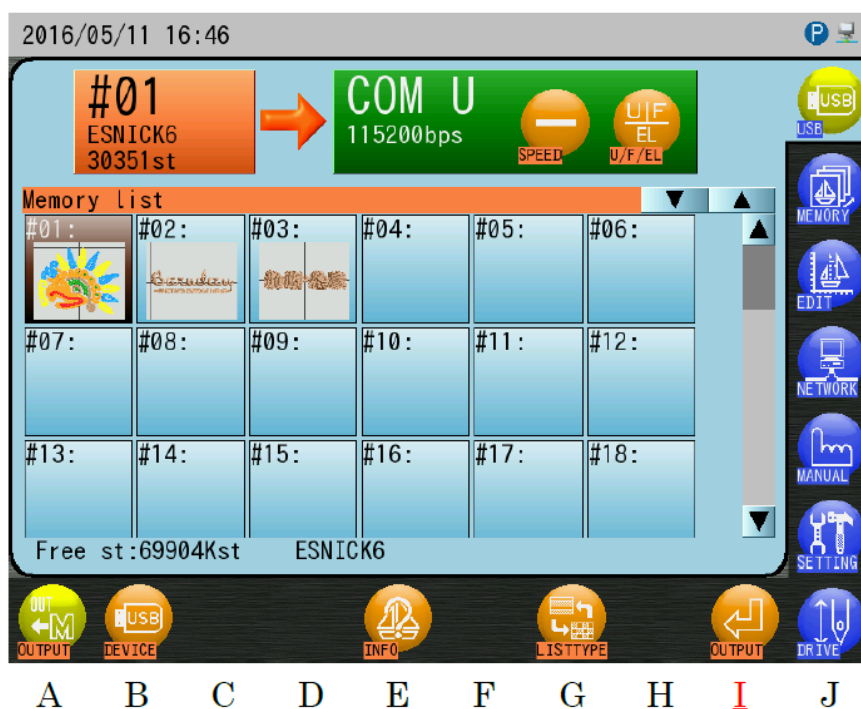 2016/05/11 16:46
P
#01
ESNICK6
30351st
COM U
115200bps
SPEED
U F
EL
U/F/EL
USB
USB
Memory list
MEMORY
#01:
#02:
#03:
#04:
#05:
#06:
Barudan
EDIT
#07:
#08:
#09:
#10:
#11:
#12:
NETWORK
#13:
#14:
#15:
#16:
#17:
#18:
MANUAL
Free st:69904Kst
ESNICK6
SETTING
OUT
M
OUTPUT
USB
DEVICE
INFO
LISTTYPE
OUTPUT
DRIVE
A B C D E F G H I J